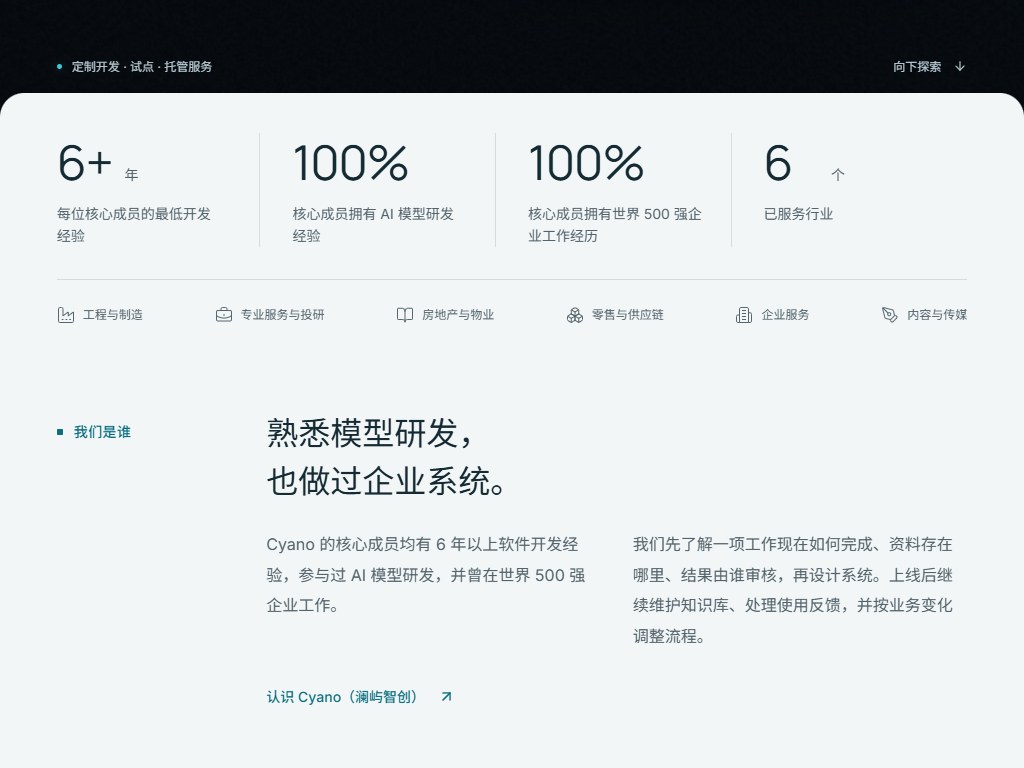 定制开发 · 试点 · 托管服务
向下探索
6+ 年
每位核心成员的最低开发
经验
100%
核心成员拥有 AI 模型研发
经验
100%
核心成员拥有世界 500 强企
业工作经历
6 个
已服务行业
工程与制造
专业服务与投研
房地产与物业
零售与供应链
企业服务
内容与传媒
我们是谁
熟悉模型研发，
也做过企业系统。
Cyano 的核心成员均有 6 年以上软件开发经
验，参与过 AI 模型研发，并曾在世界 500 强
企业工作。
我们先了解一项工作现在如何完成、资料存在
哪里、结果由谁审核，再设计系统。上线后继
续维护知识库、处理使用反馈，并按业务变化
调整流程。
认识 Cyano（澜屿智创）